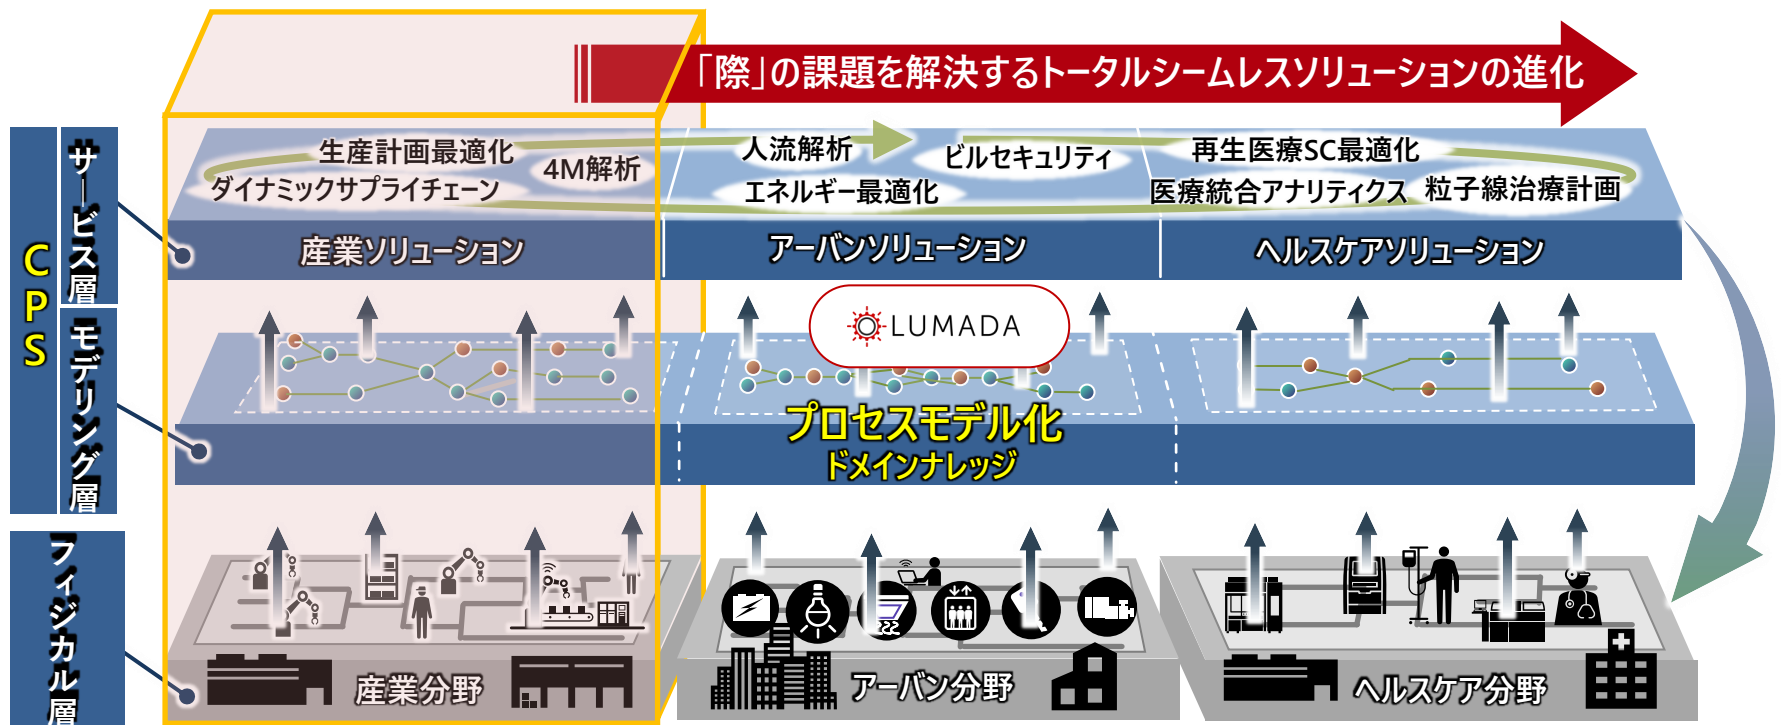 「際」の課題を解決するトータルシームレスソリューションの進化
CPS
サービス層
生産計画最適化
4M解析
ダイナミックサプライチェーン
人流解析
ビルセキュリティ
エネルギー最適化
再生医療SC最適化
医療統合アナリティクス
粒子線治療計画
産業ソリューション
アーバンソリューション
ヘルスケアソリューション
モデリング層
LUMADA
プロセスモデル化
ドメインナレッジ
フィジカル層
産業分野
アーバン分野
ヘルスケア分野